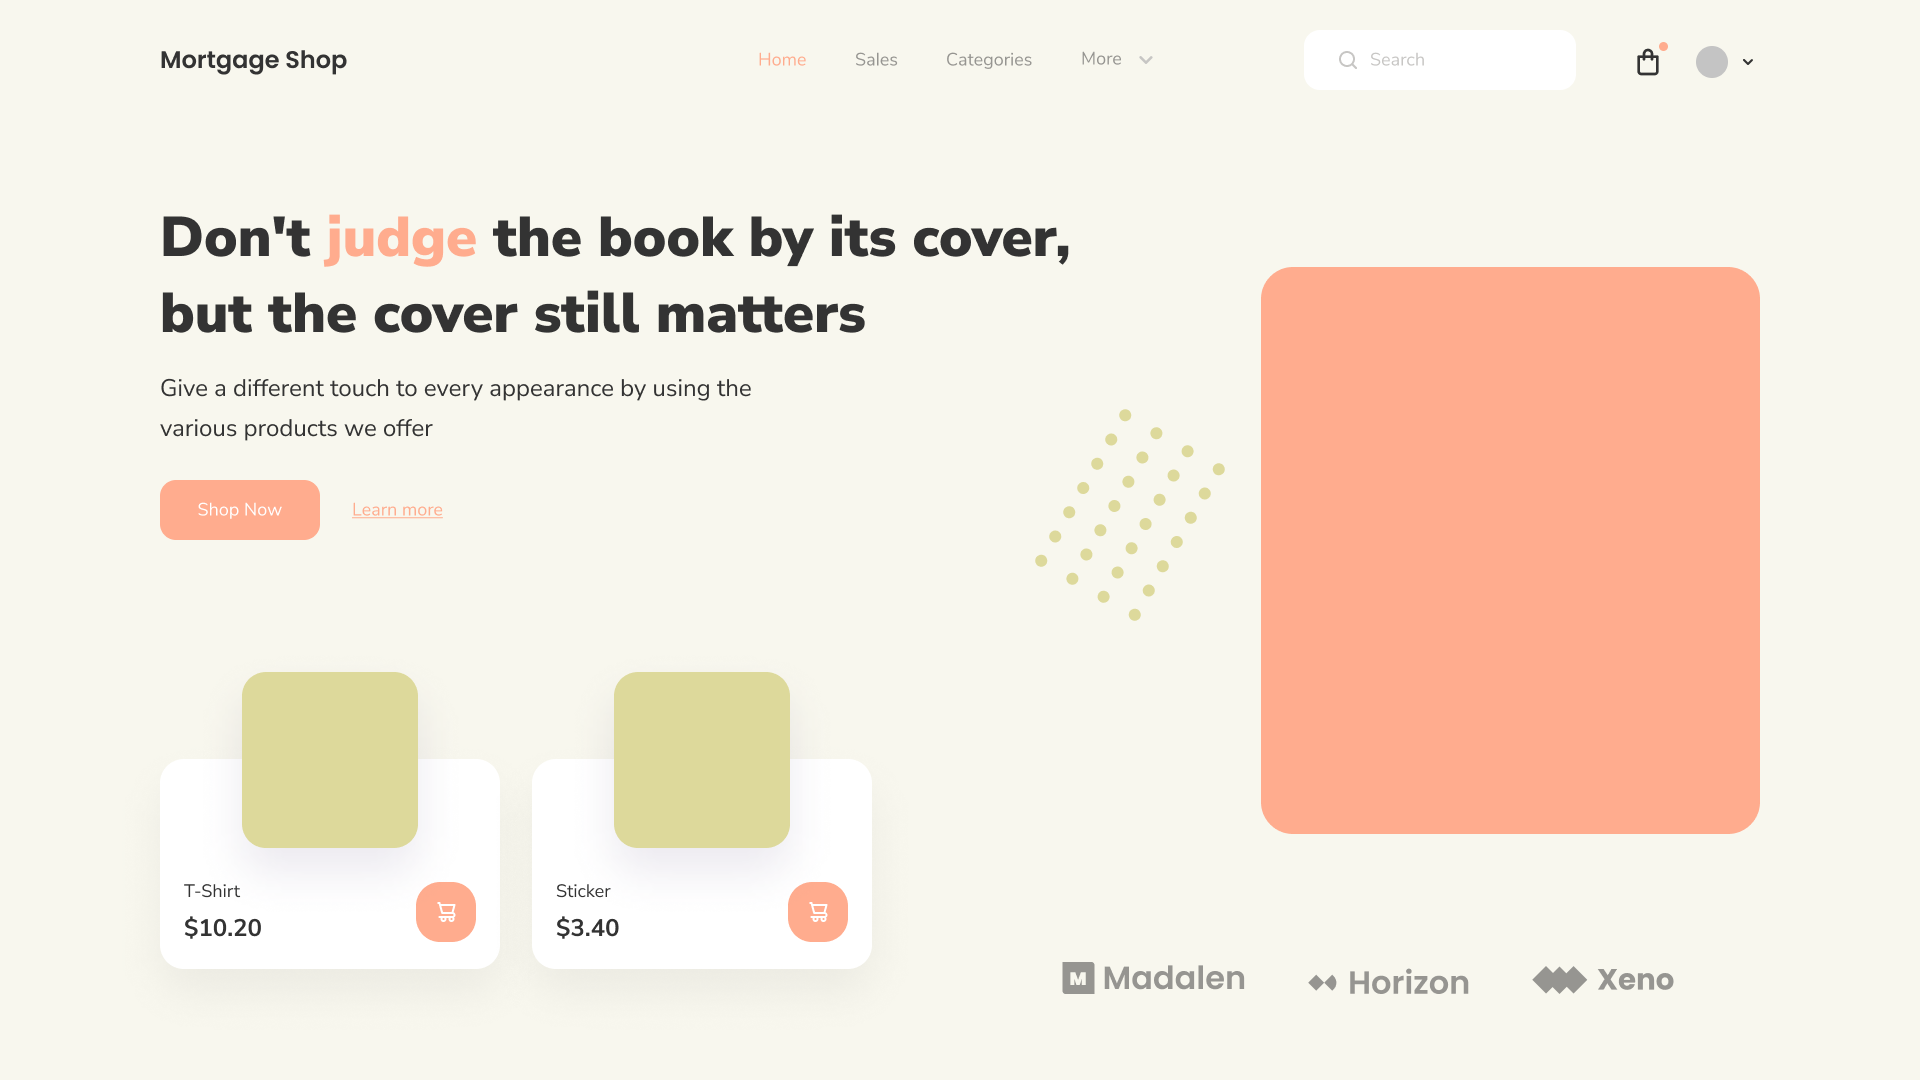 Mortgage Shop
Home
Sales
Categories
More
Search
Don't judge the book by its cover,
but the cover still matters
Give a different touch to every appearance by using the
various products we offer
Shop Now
Learn more
T-Shirt
$10.20
Sticker
$3.40
M Madalen
Horizon
Xeno